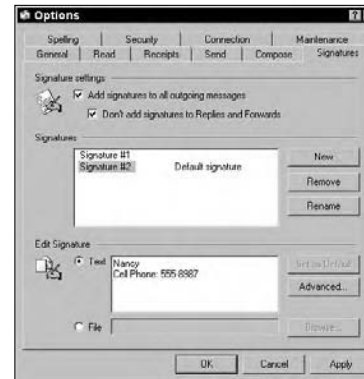 Options
Spelling Security Connection Maintenance
General Read Receipts Send Compose Signatures
Signature settings
Add signatures to all outgoing messages
Don't add signatures to Replies and Forwards
Signatures
Signature #1
Signature #2 Default signature
New
Remove
Rename
Edit Signature
Text
Nancy
Cell Phone: 555 8987
Set as Default
Advanced...
File
Browse...
OK Cancel Apply